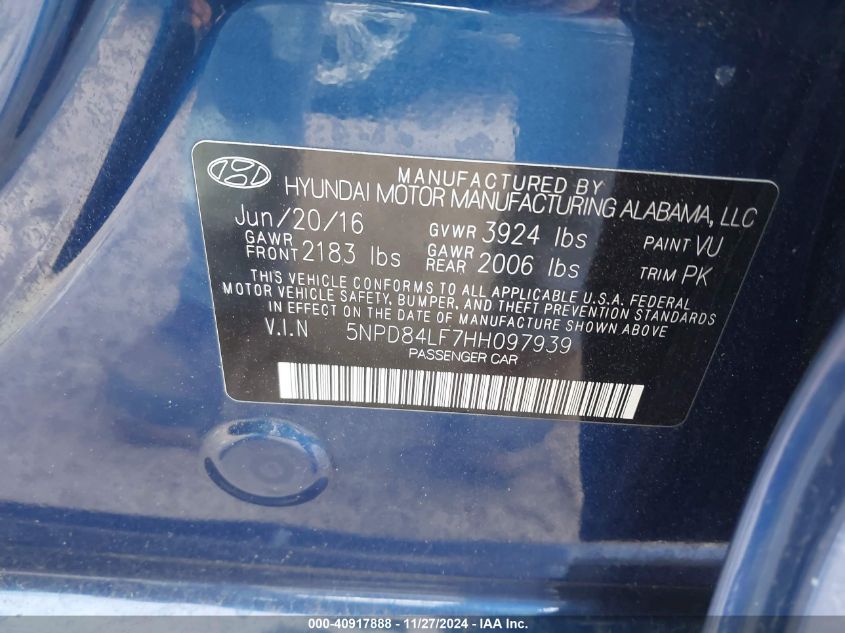 MANUFACTURED BY
HYUNDAI MOTOR MANUFACTURING ALABAMA, LLC
Jun/20/16 GVWR 3924 lbs PAINT VU
GAWR FRONT 2183 lbs GAWR REAR 2006 lbs TRIM PK
THIS VEHICLE CONFORMS TO ALL APPLICABLE U.S.A. FEDERAL
MOTOR VEHICLE SAFETY, BUMPER, AND THEFT PREVENTION STANDARDS
IN EFFECT ON THE DATE OF MANUFACTURE SHOWN ABOVE.
V.I.N 5NPD84LF7HH097939
PASSENGER CAR
000-40917888 - 11/27/2024 - IAA Inc.